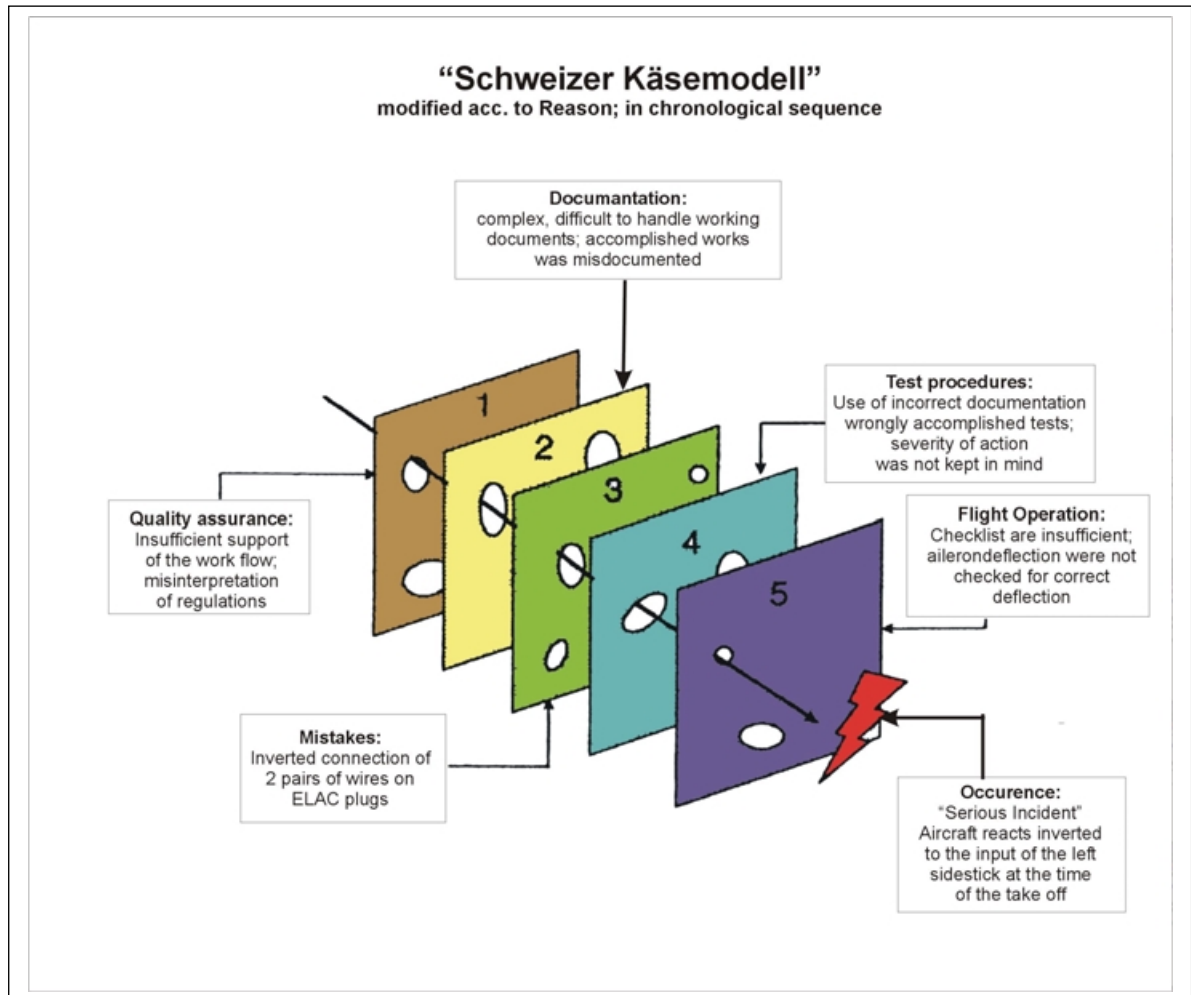 “Schweizer Käsemodell”
modified acc. to Reason; in chronological sequence
Documantation:
complex, difficult to handle working
documents; accomplished works
was misdocumented
Test procedures:
Use of incorrect documentation
wrongly accomplished tests;
severity of action
was not kept in mind
1
2
3
4
5
Quality assurance:
Insufficient support
of the work flow;
misinterpretation
of regulations
Flight Operation:
Checklist are insufficient;
ailerondeflection were not
checked for correct
deflection
Mistakes:
Inverted connection of
2 pairs of wires on
ELAC plugs
Occurence:
“Serious Incident”
Aircraft reacts inverted
to the input of the left
sidestick at the time
of the take off